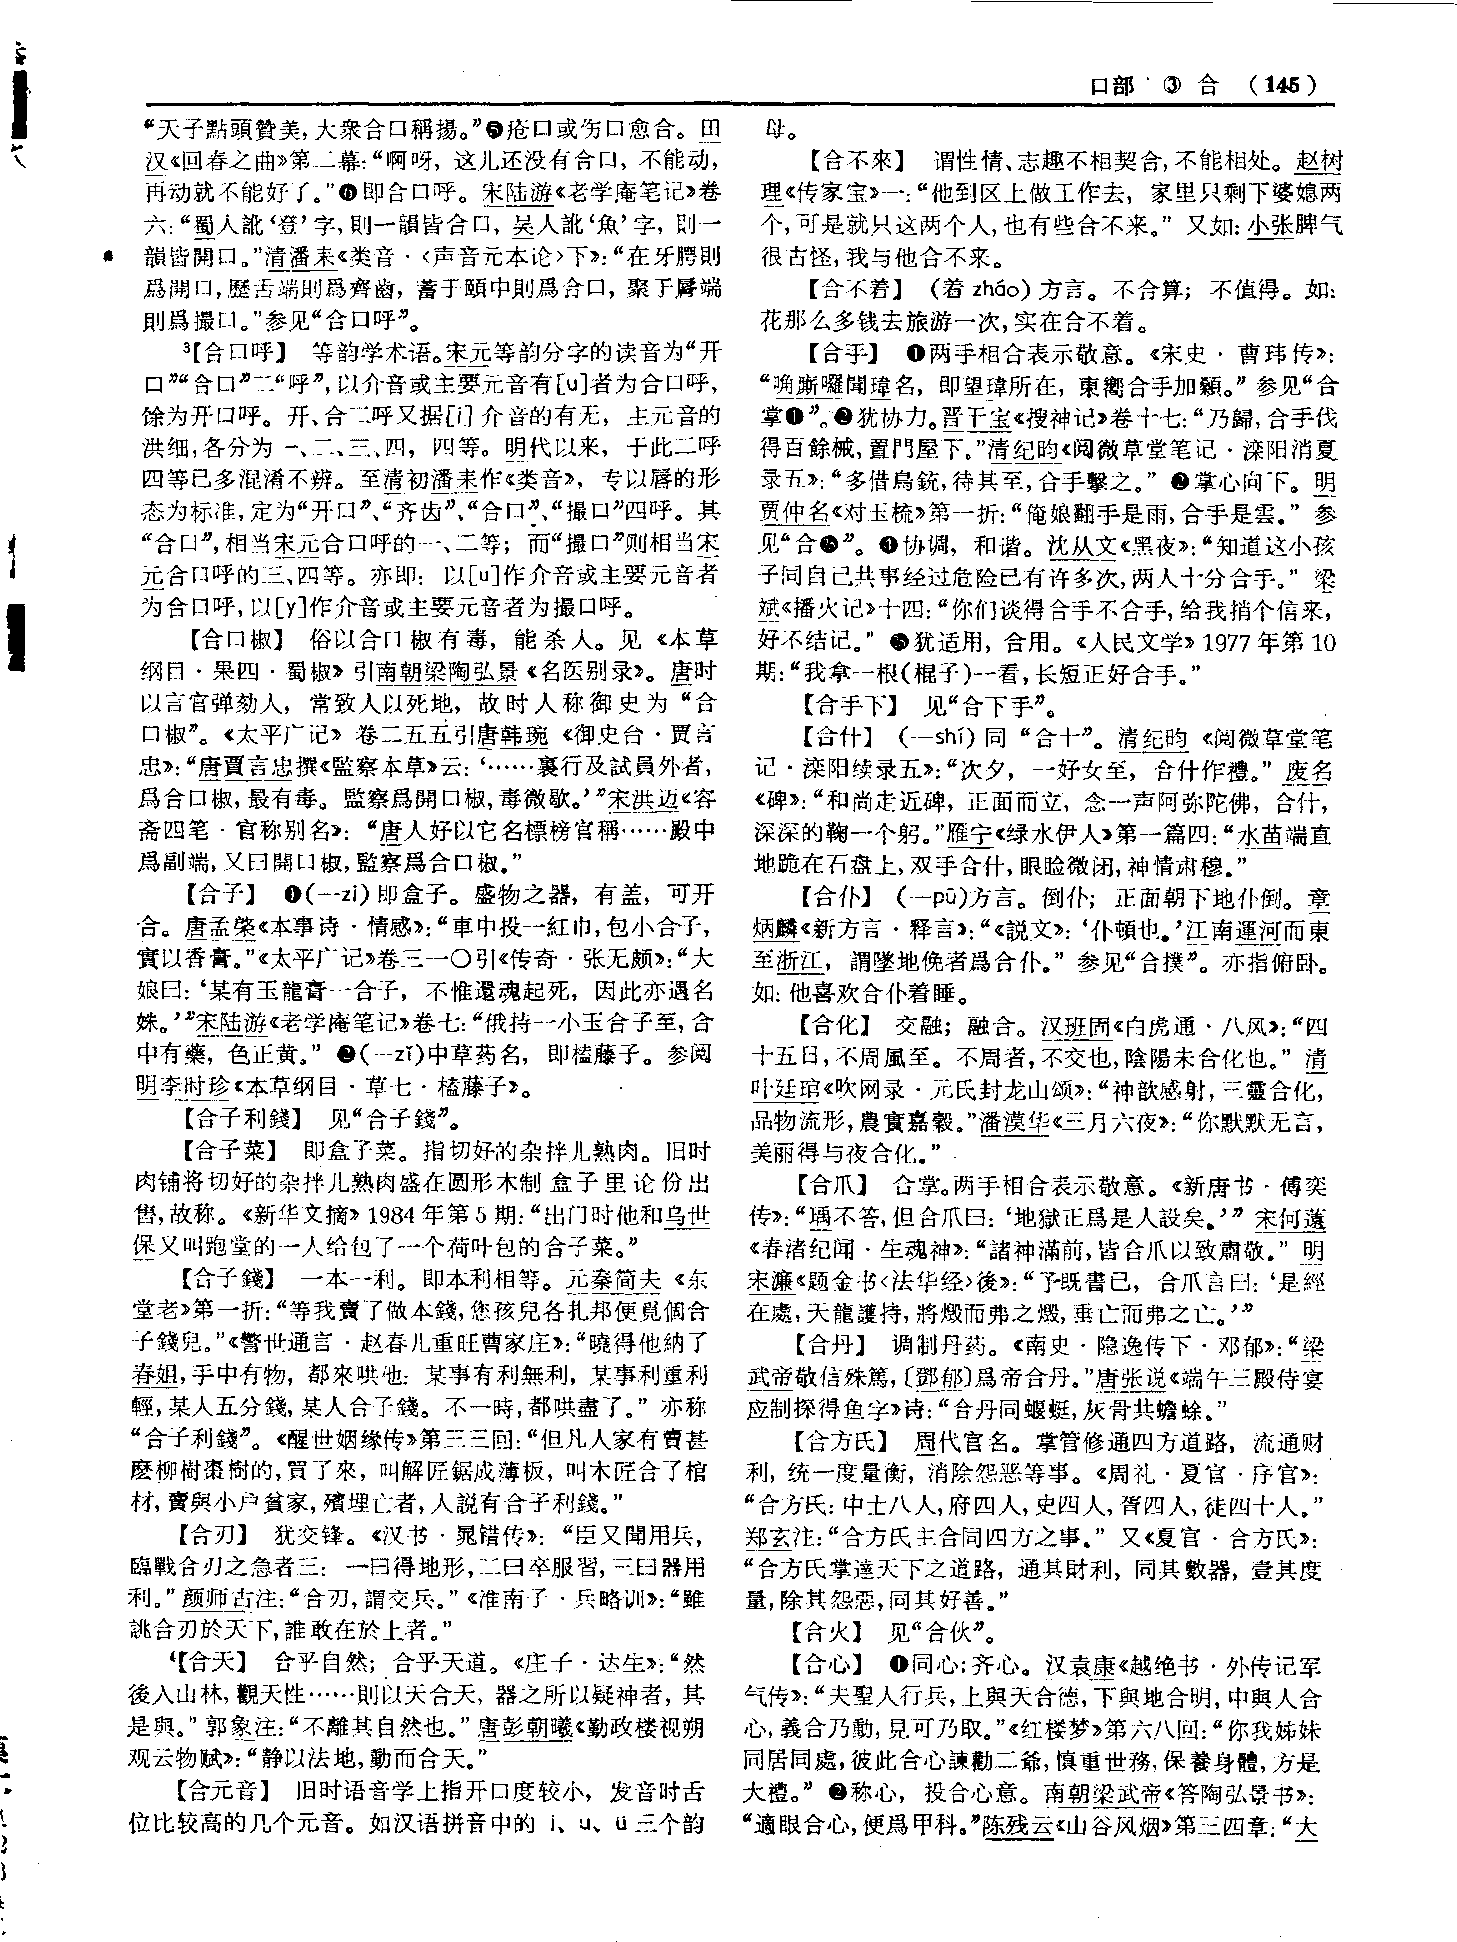 口部 ③ 合 (145)
“天子點頭贊美,大衆合口稱揚。”❺疮口或伤口愈合。田
汉《回春之曲》第二幕:“啊呀，这儿还没有合口，不能动，
再动就不能好了。”❻即合口呼。宋陆游《老学庵笔记》卷
六:“蜀人訛‘登’字,則一韻皆合口，吴人訛‘魚’字，則一
韻皆開口。”清潘耒《类音·〈声音元本论〉下》:“在牙腭則
爲開口,歷舌端則爲齊齒，蓄于頤中則爲合口，聚于脣端
則爲撮口。”参见“合口呼”。
³【合口呼】 等韵学术语。宋元等韵分字的读音为“开
口”“合口”二“呼”,以介音或主要元音有[u]者为合口呼,
馀为开口呼。开、合二呼又据[i]介音的有无，主元音的
洪细,各分为一、二、三、四，四等。明代以来，于此二呼
四等已多混淆不辨。至清初潘耒作《类音》，专以唇的形
态为标准,定为“开口”、“齐齿”、“合口”、“撮口”四呼。其
“合口”,相当宋元合口呼的一、二等；而“撮口”则相当宋
元合口呼的三、四等。亦即：以[u]作介音或主要元音者
为合口呼,以[y]作介音或主要元音者为撮口呼。
【合口椒】 俗以合口椒有毒，能杀人。见《本草
纲目·果四·蜀椒》引南朝梁陶弘景《名医别录》。唐时
以言官弹劾人，常致人以死地，故时人称御史为“合
口椒”。《太平广记》卷二五五引唐韩琬《御史台·贾言
忠》:“唐賈言忠撰《監察本草》云:‘……裏行及試員外者,
爲合口椒,最有毒。監察爲開口椒,毒微歇。’”宋洪迈《容
斋四笔·官称别名》：“唐人好以它名標榜官稱……殿中
爲副端,又曰開口椒,監察爲合口椒。”
【合子】 ❶(—zi)即盒子。盛物之器，有盖，可开
合。唐孟棨《本事诗·情感》:“車中投一紅巾,包小合子,
實以香膏。”《太平广记》卷三一〇引《传奇·张无颇》:“大
娘曰:‘某有玉龍膏一合子，不惟還魂起死，因此亦遇名
姝。’”宋陆游《老学庵笔记》卷七:“俄持一小玉合子至,合
中有藥，色正黄。”❷(—zǐ)中草药名，即榼藤子。参阅
明李时珍《本草纲目·草七·榼藤子》。
【合子利錢】 见“合子錢”。
【合子菜】 即盒子菜。指切好的杂拌儿熟肉。旧时
肉铺将切好的杂拌儿熟肉盛在圆形木制盒子里论份出
售,故称。《新华文摘》1984年第5期:“出门时他和乌世
保又叫跑堂的一人给包了一个荷叶包的合子菜。”
【合子錢】 一本一利。即本利相等。元秦简夫《东
堂老》第一折:“等我賣了做本錢,您孩兒各扎邦便覓個合
子錢兒。”《警世通言·赵春儿重旺曹家庄》:“曉得他納了
春姐,手中有物，都來哄他：某事有利無利，某事利重利
輕,某人五分錢,某人合子錢。不一時,都哄盡了。”亦称
“合子利錢”。《醒世姻缘传》第三三回:“但凡人家有賣甚
麽柳樹棗樹的,買了來，叫解匠鋸成薄板，叫木匠合了棺
材,賣與小户貧家,殯埋亡者,人説有合子利錢。”
【合刃】 犹交锋。《汉书·晁错传》：“臣又聞用兵,
臨戰合刃之急者三：一曰得地形,二曰卒服習,三曰器用
利。”颜师古注:“合刃,謂交兵。”《淮南子·兵略训》:“雖
誂合刃於天下,誰敢在於上者。”
⁴【合天】 合乎自然；合乎天道。《庄子·达生》:“然
後入山林,觀天性……則以天合天，器之所以疑神者，其
是與。”郭象注:“不離其自然也。”唐彭朝曦《勤政楼视朔
观云物赋》:“静以法地,勤而合天。”
【合元音】 旧时语音学上指开口度较小，发音时舌
位比较高的几个元音。如汉语拼音中的 i、u、ü三个韵
母。
【合不來】 谓性情、志趣不相契合,不能相处。赵树
理《传家宝》一:“他到区上做工作去，家里只剩下婆媳两
个,可是就只这两个人,也有些合不来。”又如:小张脾气
很古怪,我与他合不来。
【合不着】 (着 zháo)方言。不合算；不值得。如:
花那么多钱去旅游一次,实在合不着。
【合手】 ❶两手相合表示敬意。《宋史·曹玮传》:
“唃廝囉聞瑋名，即望瑋所在，東嚮合手加顙。”参见“合
掌❶”。❷犹协力。晋干宝《搜神记》卷十七:“乃歸,合手伐
得百餘械,置門屋下。”清纪昀《阅微草堂笔记·滦阳消夏
录五》:“多借鳥銃,待其至,合手擊之。”❷掌心向下。明
贾仲名《对玉梳》第一折:“俺娘翻手是雨,合手是雲。”参
见“合❺”。❹协调，和谐。沈从文《黑夜》:“知道这小孩
子同自己共事经过危险已有许多次,两人十分合手。”梁
斌《播火记》十四:“你们谈得合手不合手,给我捎个信来,
好不结记。”❺犹适用，合用。《人民文学》1977年第10
期:“我拿一根(棍子)一看,长短正好合手。”
【合手下】 见“合下手”。
【合什】 (—shí)同“合十”。清纪昀《阅微草堂笔
记·滦阳续录五》:“次夕，一好女至，合什作禮。”废名
《碑》:“和尚走近碑，正面而立，念一声阿弥陀佛，合什,
深深的鞠一个躬。”雁宁《绿水伊人》第一篇四:“水苗端直
地跪在石盘上,双手合什,眼睑微闭,神情肃穆。”
【合仆】 (—pū)方言。倒仆；正面朝下地仆倒。章
炳麟《新方言·释言》:“《説文》:‘仆頓也。’江南運河而東
至浙江，謂墜地俛者爲合仆。”参见“合撲”。亦指俯卧。
如:他喜欢合仆着睡。
【合化】 交融；融合。汉班固《白虎通·八风》:“四
十五日,不周風至。不周者,不交也,陰陽未合化也。”清
叶廷琯《吹网录·元氏封龙山颂》:“神歆感射,三靈合化,
品物流形,農實嘉穀。”潘漠华《三月六夜》:“你默默无言,
美丽得与夜合化。”
【合爪】 合掌。两手相合表示敬意。《新唐书·傅奕
传》:“瑀不答,但合爪曰:‘地獄正爲是人設矣。’”宋何薳
《春渚纪闻·生魂神》:“諸神滿前,皆合爪以致肅敬。”明
宋濂《题金书〈法华经〉後》:“予既書已，合爪言曰:‘是經
在處,天龍護持,將燬而弗之燬,垂亡而弗之亡。’”
【合丹】 调制丹药。《南史·隐逸传下·邓郁》:“梁
武帝敬信殊篤,〔鄧郁〕爲帝合丹。”唐张说《端午三殿侍宴
应制探得鱼字》诗:“合丹同蝘蜓,灰骨共蟾蜍。”
【合方氏】 周代官名。掌管修通四方道路，流通财
利，统一度量衡，消除怨恶等事。《周礼·夏官·序官》:
“合方氏:中士八人,府四人,史四人,胥四人,徒四十人。”
郑玄注:“合方氏主合同四方之事。”又《夏官·合方氏》:
“合方氏掌達天下之道路，通其財利，同其數器，壹其度
量,除其怨惡,同其好善。”
【合火】 见“合伙”。
【合心】 ❶同心;齐心。汉袁康《越绝书·外传记军
气传》:“夫聖人行兵,上與天合德,下與地合明,中與人合
心,義合乃動,見可乃取。”《红楼梦》第六八回:“你我姊妹
同居同處,彼此合心諫勸二爺,慎重世務,保養身體,方是
大禮。”❷称心，投合心意。南朝梁武帝《答陶弘景书》:
“適眼合心,便爲甲科。”陈残云《山谷风烟》第三四章:“大